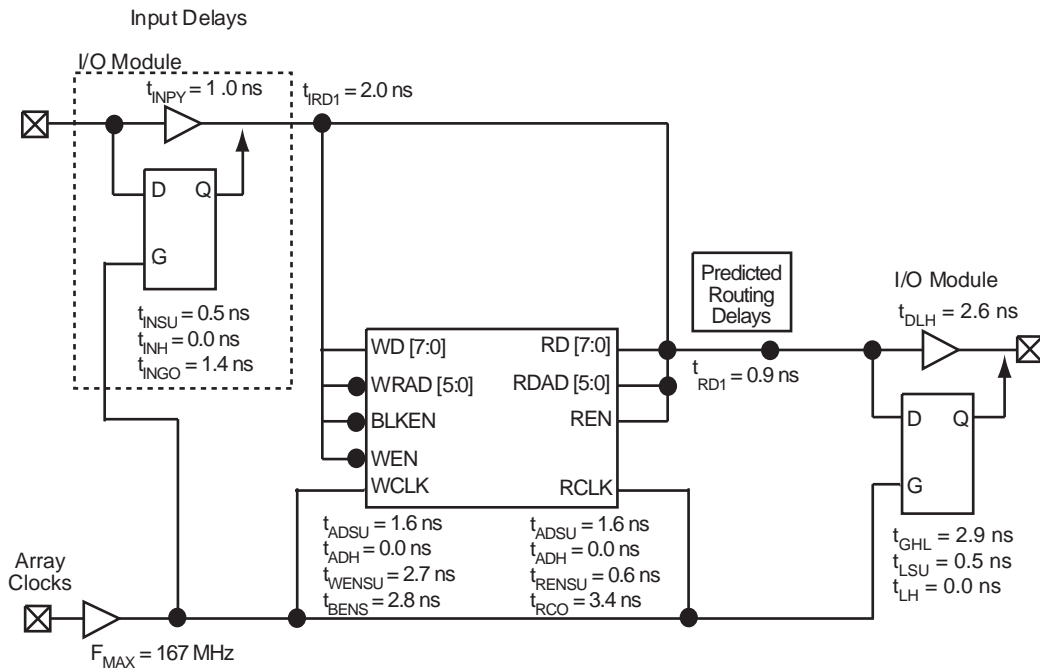 Input Delays
I/O Module
tINPY = 1.0 ns
tIRD1 = 2.0 ns
D
Q
G
tINSU = 0.5 ns
tINH = 0.0 ns
tINGO = 1.4 ns
Predicted
Routing
Delays
I/O Module
tDLH = 2.6 ns
WD [7:0]
RD [7:0]
WRAD [5:0]
RDAD [5:0]
tRD1 = 0.9 ns
BLKEN
REN
WEN
WCLK
RCLK
D
Q
G
tADSU = 1.6 ns
tADH = 0.0 ns
tWENSU = 2.7 ns
tBENS = 2.8 ns
tADSU = 1.6 ns
tADH = 0.0 ns
tRENSU = 0.6 ns
tRCO = 3.4 ns
tGHL = 2.9 ns
tLSU = 0.5 ns
tLH = 0.0 ns
Array
Clocks
FMAX = 167 MHz